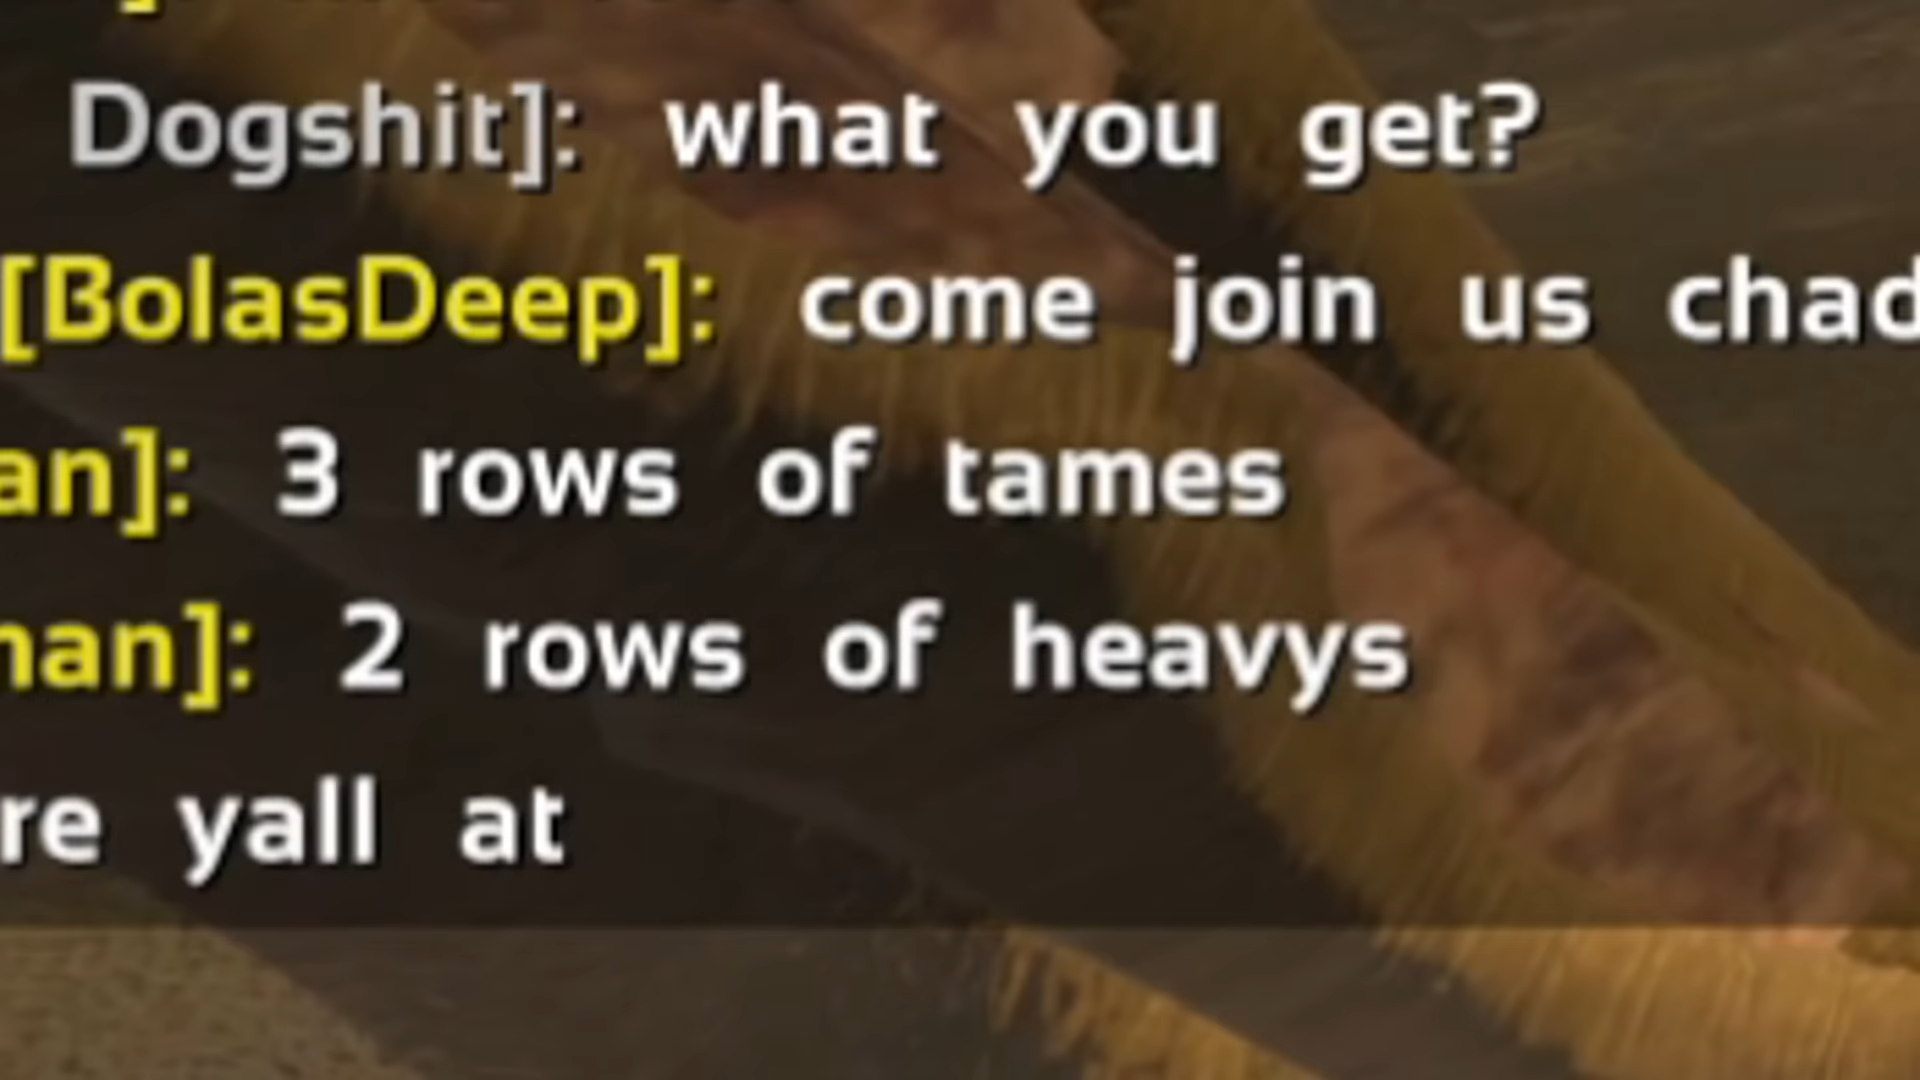 Dogshit]: what you get?
[BolasDeep]: come join us chad
an]: 3 rows of tames
man]: 2 rows of heavys
re yall at